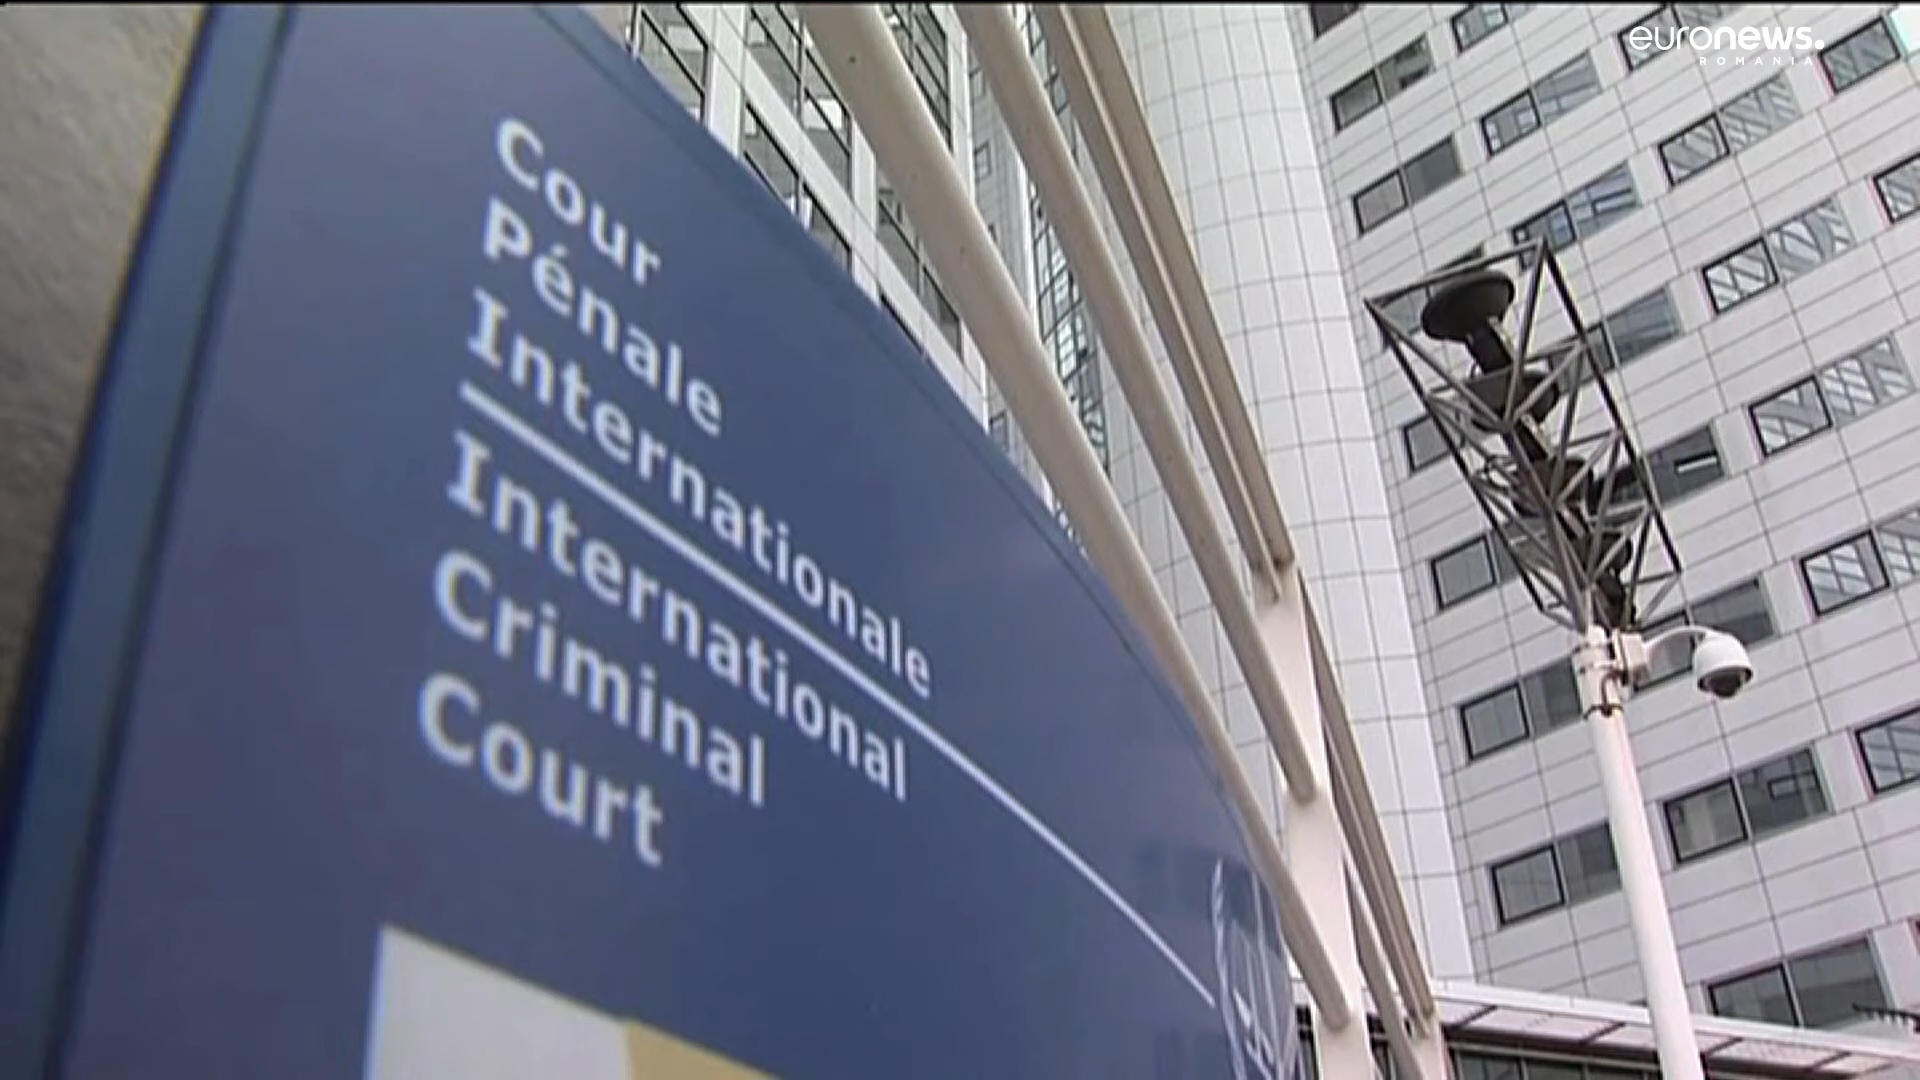 euronews.
ROMANIA
Cour
Pénale
Internationale
International
Criminal
Court